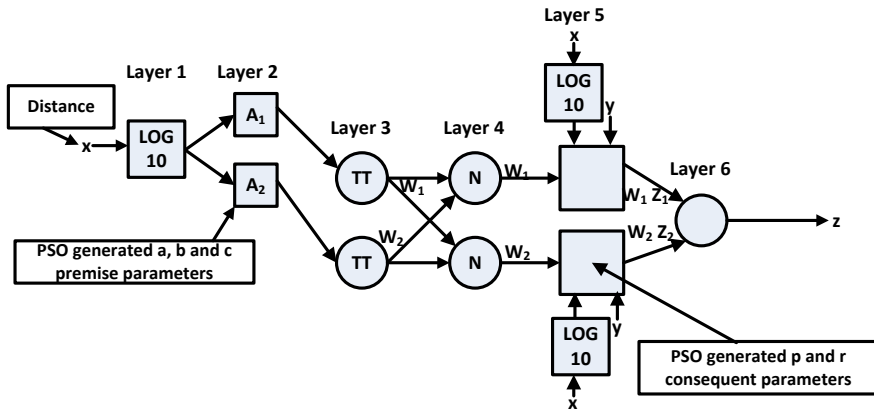 Layer 5
x
Layer 1
Layer 2
LOG
10
y
Distance
x
LOG
10
A1
Layer 3
Layer 4
Layer 6
A2
TT
W1
N
W1
W1 Z1
z
PSO generated a, b and c
premise parameters
TT
W2
N
W2
W2 Z2
LOG
10
y
x
PSO generated p and r
consequent parameters